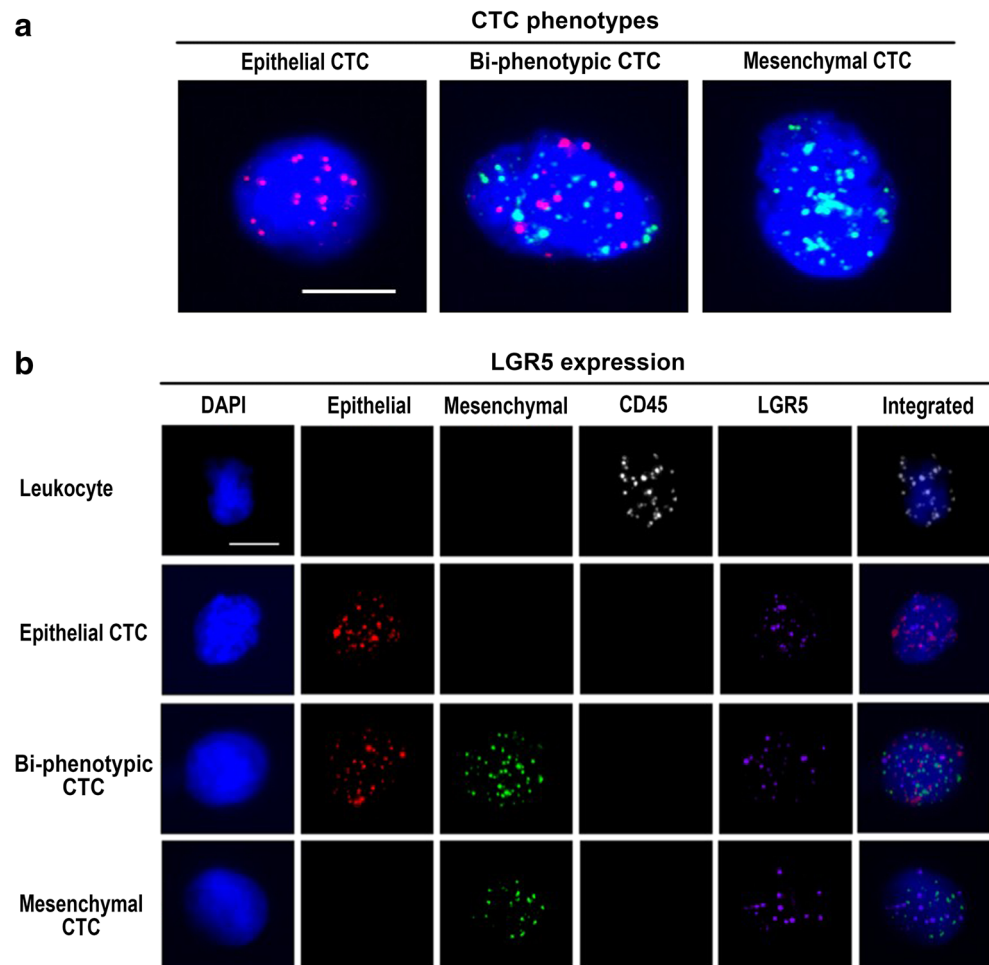 a
CTC phenotypes
Epithelial CTC
Bi-phenotypic CTC
Mesenchymal CTC
b
LGR5 expression
DAPI
Epithelial
Mesenchymal
CD45
LGR5
Integrated
Leukocyte
Epithelial CTC
Bi-phenotypic
CTC
Mesenchymal
CTC